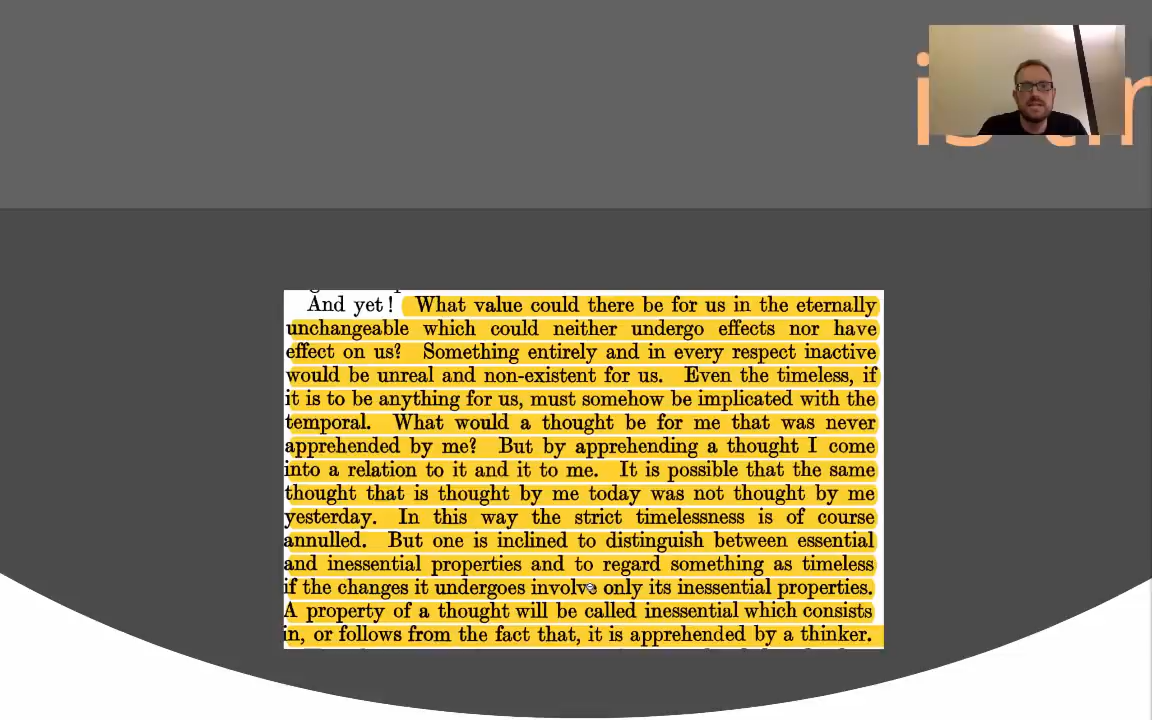 And yet! What value could there be for us in the eternally
unchangeable which could neither undergo effects nor have
effect on us? Something entirely and in every respect inactive
would be unreal and non-existent for us. Even the timeless, if
it is to be anything for us, must somehow be implicated with the
temporal. What would a thought be for me that was never
apprehended by me? But by apprehending a thought I come
into a relation to it and it to me. It is possible that the same
thought that is thought by me today was not thought by me
yesterday. In this way the strict timelessness is of course
annulled. But one is inclined to distinguish between essential
and inessential properties and to regard something as timeless
if the changes it undergoes involve only its inessential properties.
A property of a thought will be called inessential which consists
in, or follows from the fact that, it is apprehended by a thinker.